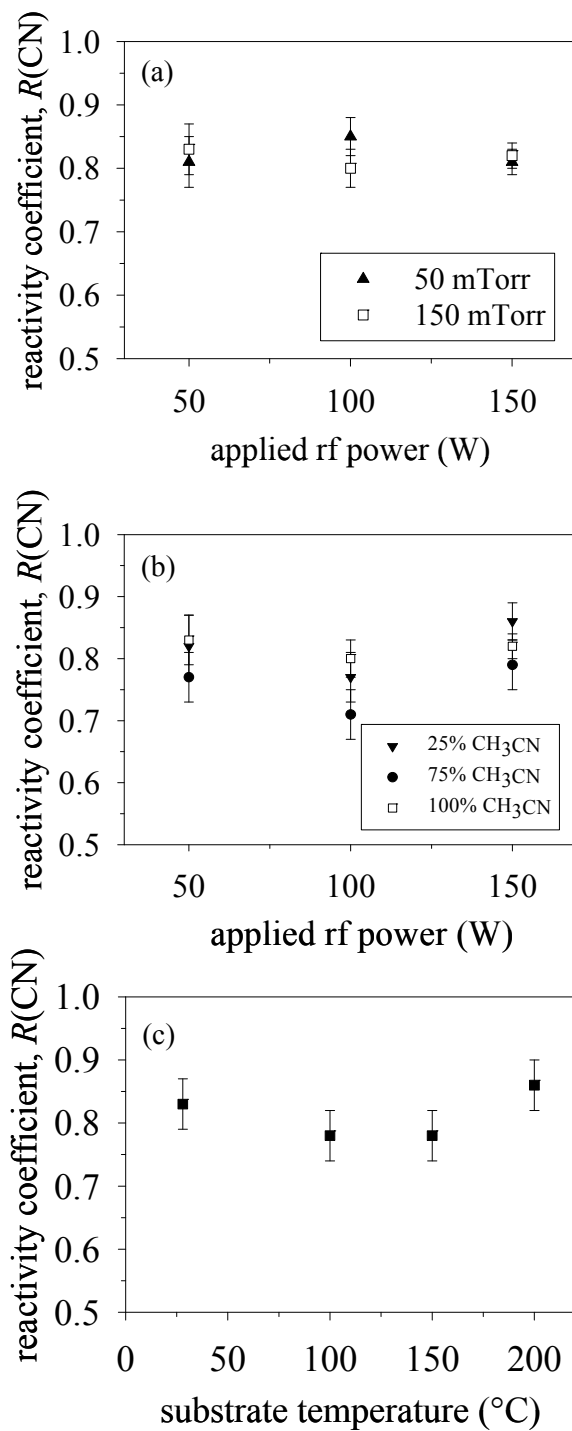 (a)
reactivity coefficient, R(CN)
1.0
0.9
0.8
0.7
0.6
0.5
50 mTorr
150 mTorr
50 100 150
applied rf power (W)
(b)
reactivity coefficient, R(CN)
1.0
0.9
0.8
0.7
0.6
0.5
25% CH3CN
75% CH3CN
100% CH3CN
50 100 150
applied rf power (W)
(c)
reactivity coefficient, R(CN)
1.0
0.9
0.8
0.7
0.6
0.5
0 50 100 150 200
substrate temperature (°C)